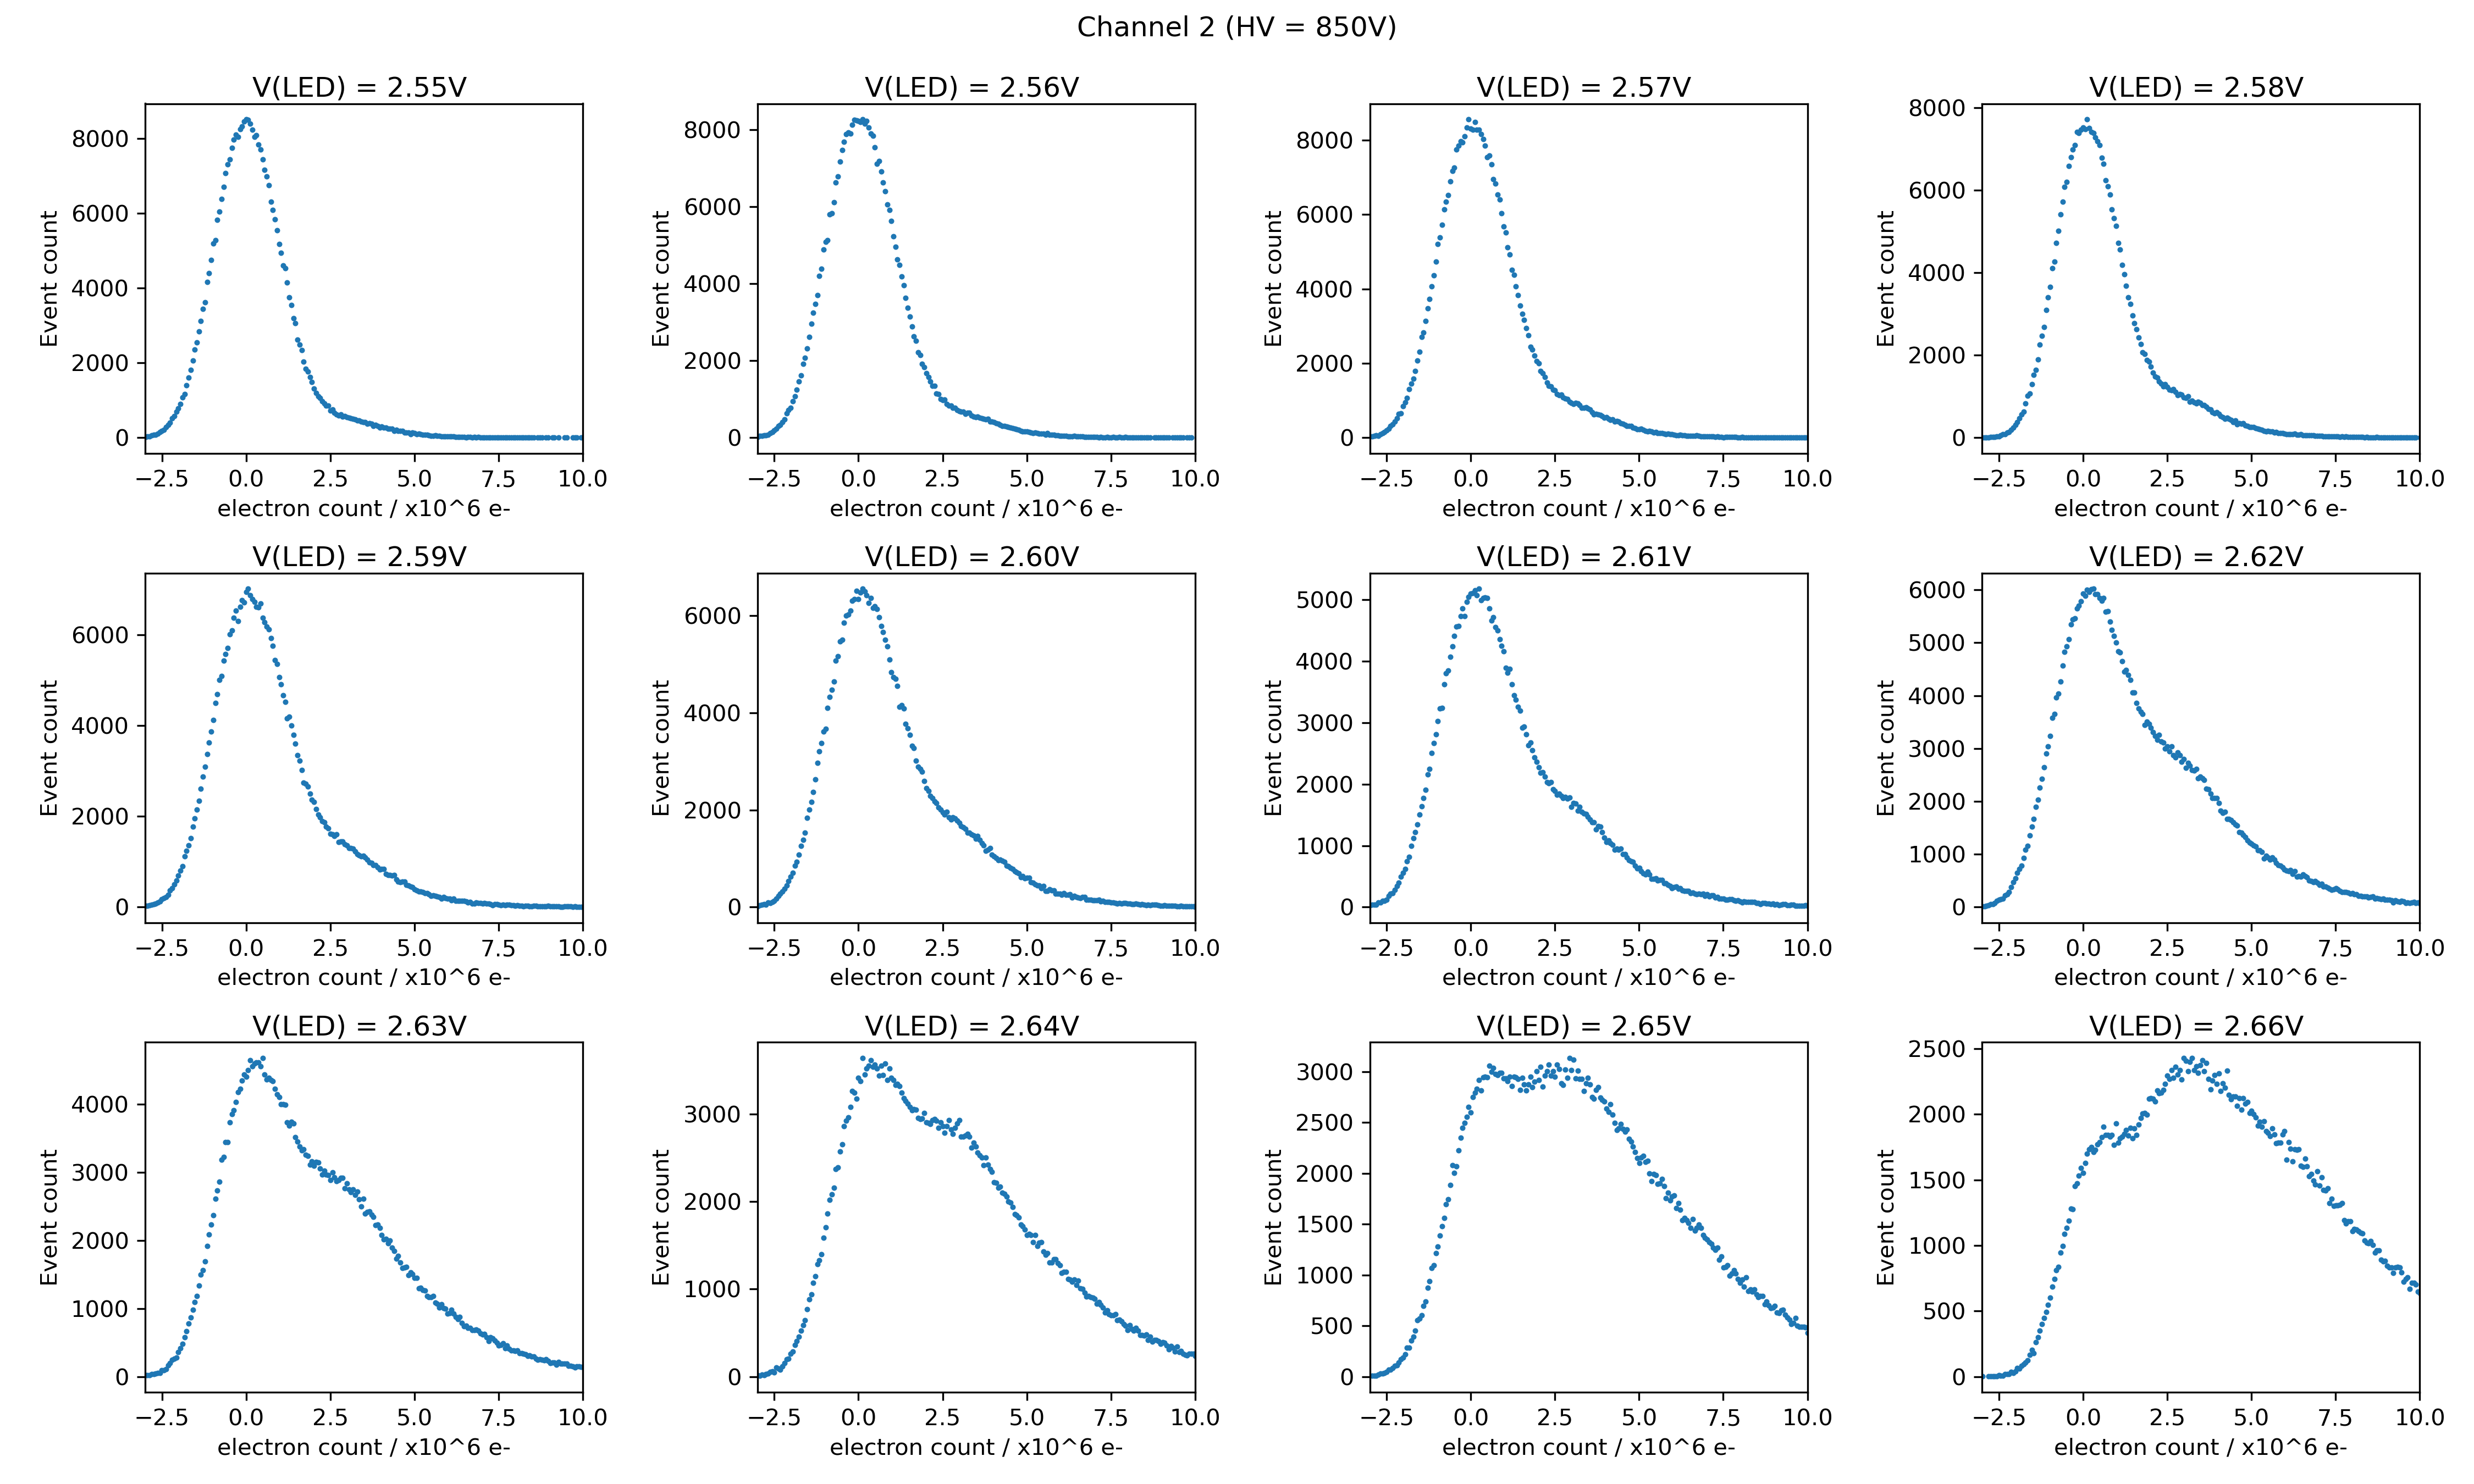 Channel 2 (HV = 850V)
V(LED) = 2.55V
8000
6000
4000
2000
0
Event count
−2.5 0.0 2.5 5.0 7.5 10.0
electron count / x10^6 e-
V(LED) = 2.56V
8000
6000
4000
2000
0
Event count
−2.5 0.0 2.5 5.0 7.5 10.0
electron count / x10^6 e-
V(LED) = 2.57V
8000
6000
4000
2000
0
Event count
−2.5 0.0 2.5 5.0 7.5 10.0
electron count / x10^6 e-
V(LED) = 2.58V
8000
6000
4000
2000
0
Event count
−2.5 0.0 2.5 5.0 7.5 10.0
electron count / x10^6 e-
V(LED) = 2.59V
6000
4000
2000
0
Event count
−2.5 0.0 2.5 5.0 7.5 10.0
electron count / x10^6 e-
V(LED) = 2.60V
6000
4000
2000
0
Event count
−2.5 0.0 2.5 5.0 7.5 10.0
electron count / x10^6 e-
V(LED) = 2.61V
5000
4000
3000
2000
1000
0
Event count
−2.5 0.0 2.5 5.0 7.5 10.0
electron count / x10^6 e-
V(LED) = 2.62V
6000
5000
4000
3000
2000
1000
0
Event count
−2.5 0.0 2.5 5.0 7.5 10.0
electron count / x10^6 e-
V(LED) = 2.63V
4000
3000
2000
1000
0
Event count
−2.5 0.0 2.5 5.0 7.5 10.0
electron count / x10^6 e-
V(LED) = 2.64V
3000
2000
1000
0
Event count
−2.5 0.0 2.5 5.0 7.5 10.0
electron count / x10^6 e-
V(LED) = 2.65V
3000
2500
2000
1500
1000
500
0
Event count
−2.5 0.0 2.5 5.0 7.5 10.0
electron count / x10^6 e-
V(LED) = 2.66V
2500
2000
1500
1000
500
0
Event count
−2.5 0.0 2.5 5.0 7.5 10.0
electron count / x10^6 e-